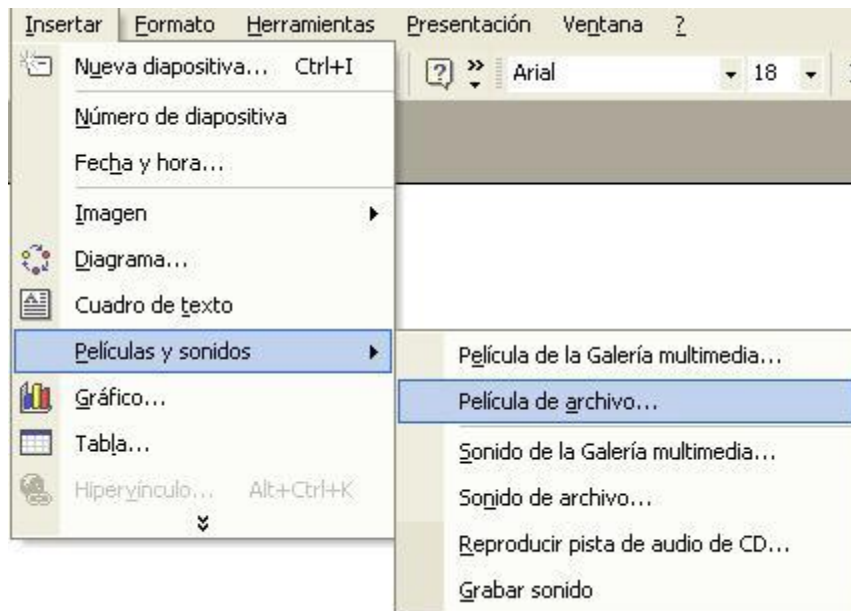 Insertar Formato Herramientas Presentación Ventana ?
Nueva diapositiva... Ctrl+I
Arial 18
Número de diapositiva
Fecha y hora...
Imagen
Diagrama...
Cuadro de texto
Películas y sonidos
Gráfico...
Tabla...
Hipervínculo... Alt+Ctrl+K
Película de la Galería multimedia...
Película de archivo...
Sonido de la Galería multimedia...
Sonido de archivo...
Reproducir pista de audio de CD...
Grabar sonido